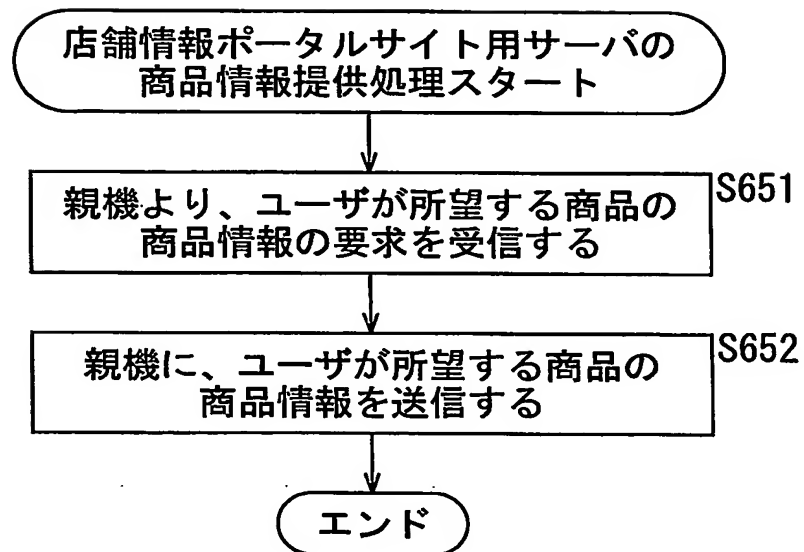 店舗情報ポータルサイト用サーバの
商品情報提供処理スタート
S651
親機より、ユーザが所望する商品の
商品情報の要求を受信する
S652
親機に、ユーザが所望する商品の
商品情報を送信する
エンド